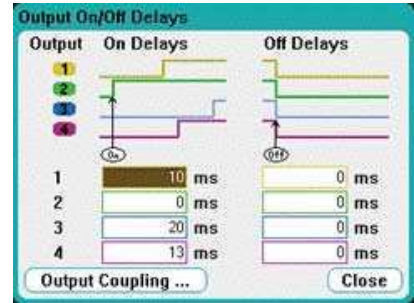 Output On/Off Delays
Output On Delays Off Delays
1
2
3
4
On Off
1 10 ms 0 ms
2 0 ms 0 ms
3 20 ms 0 ms
4 13 ms 0 ms
Output Coupling ... Close